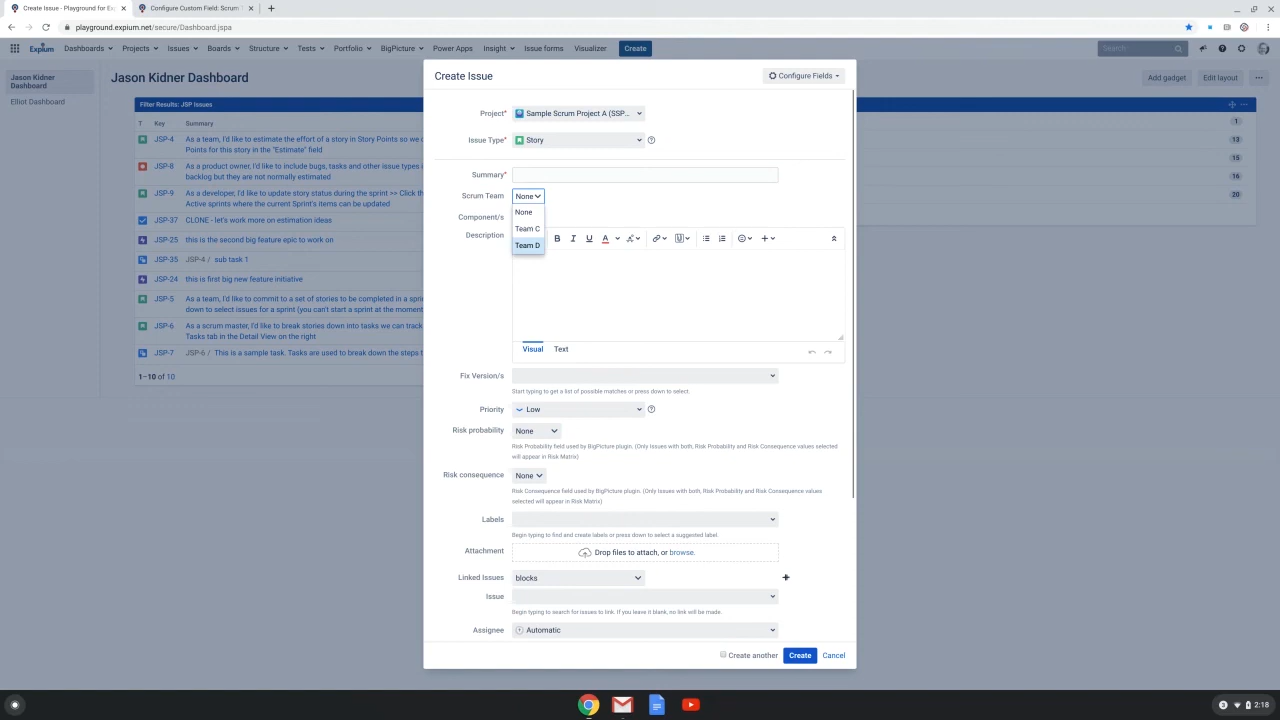 Create Issue - Playground for Ex
Configure Custom Field: Scrum T
playground.expium.net/secure/Dashboard.jspa
Expium Dashboards Projects Issues Boards Structure Tests Portfolio BigPicture Power Apps Insight Issue forms Visualizer Create Search
Jason Kidner Dashboard
Elliot Dashboard
Jason Kidner Dashboard
Add gadget Edit layout
Filter Results: JSP Issues
T Key Summary
JSP-4 As a team, I'd like to estimate the effort of a story in Story Points so we c
Points for this story in the "Estimate" field
JSP-8 As a product owner, I'd like to include bugs, tasks and other issue types i
backlog but they are not normally estimated
JSP-9 As a developer, I'd like to update story status during the sprint >> Click th
Active sprints where the current Sprint's items can be updated
JSP-37 CLONE - let's work more on estimation ideas
JSP-25 this is the second big feature epic to work on
JSP-35 JSP-4 / sub task 1
JSP-24 this is first big new feature initiative
JSP-5 As a team, I'd like to commit to a set of stories to be completed in a sprin
down to select issues for a sprint (you can't start a sprint at the moment
JSP-6 As a scrum master, I'd like to break stories down into tasks we can track
Tasks tab in the Detail View on the right
JSP-7 JSP-6 / This is a sample task. Tasks are used to break down the steps t
1–10 of 10
1
13
15
16
20
Create Issue
Configure Fields
Project* Sample Scrum Project A (SSP...
Issue Type* Story
Summary*
Scrum Team None
None
Team C
Team D
Component/s
Description
B I U A
Visual Text
Fix Version/s
Start typing to get a list of possible matches or press down to select.
Priority Low
Risk probability None
Risk Probability field used by BigPicture plugin. (Only Issues with both, Risk Probability and Risk Consequence values selected
will appear in Risk Matrix)
Risk consequence None
Risk Consequence field used by BigPicture plugin. (Only Issues with both, Risk Probability and Risk Consequence values
selected will appear in Risk Matrix)
Labels
Begin typing to find and create labels or press down to select a suggested label.
Attachment Drop files to attach, or browse.
Linked Issues blocks
Issue
Begin typing to search for issues to link. If you leave it blank, no link will be made.
Assignee Automatic
Create another Create Cancel
3 2:18